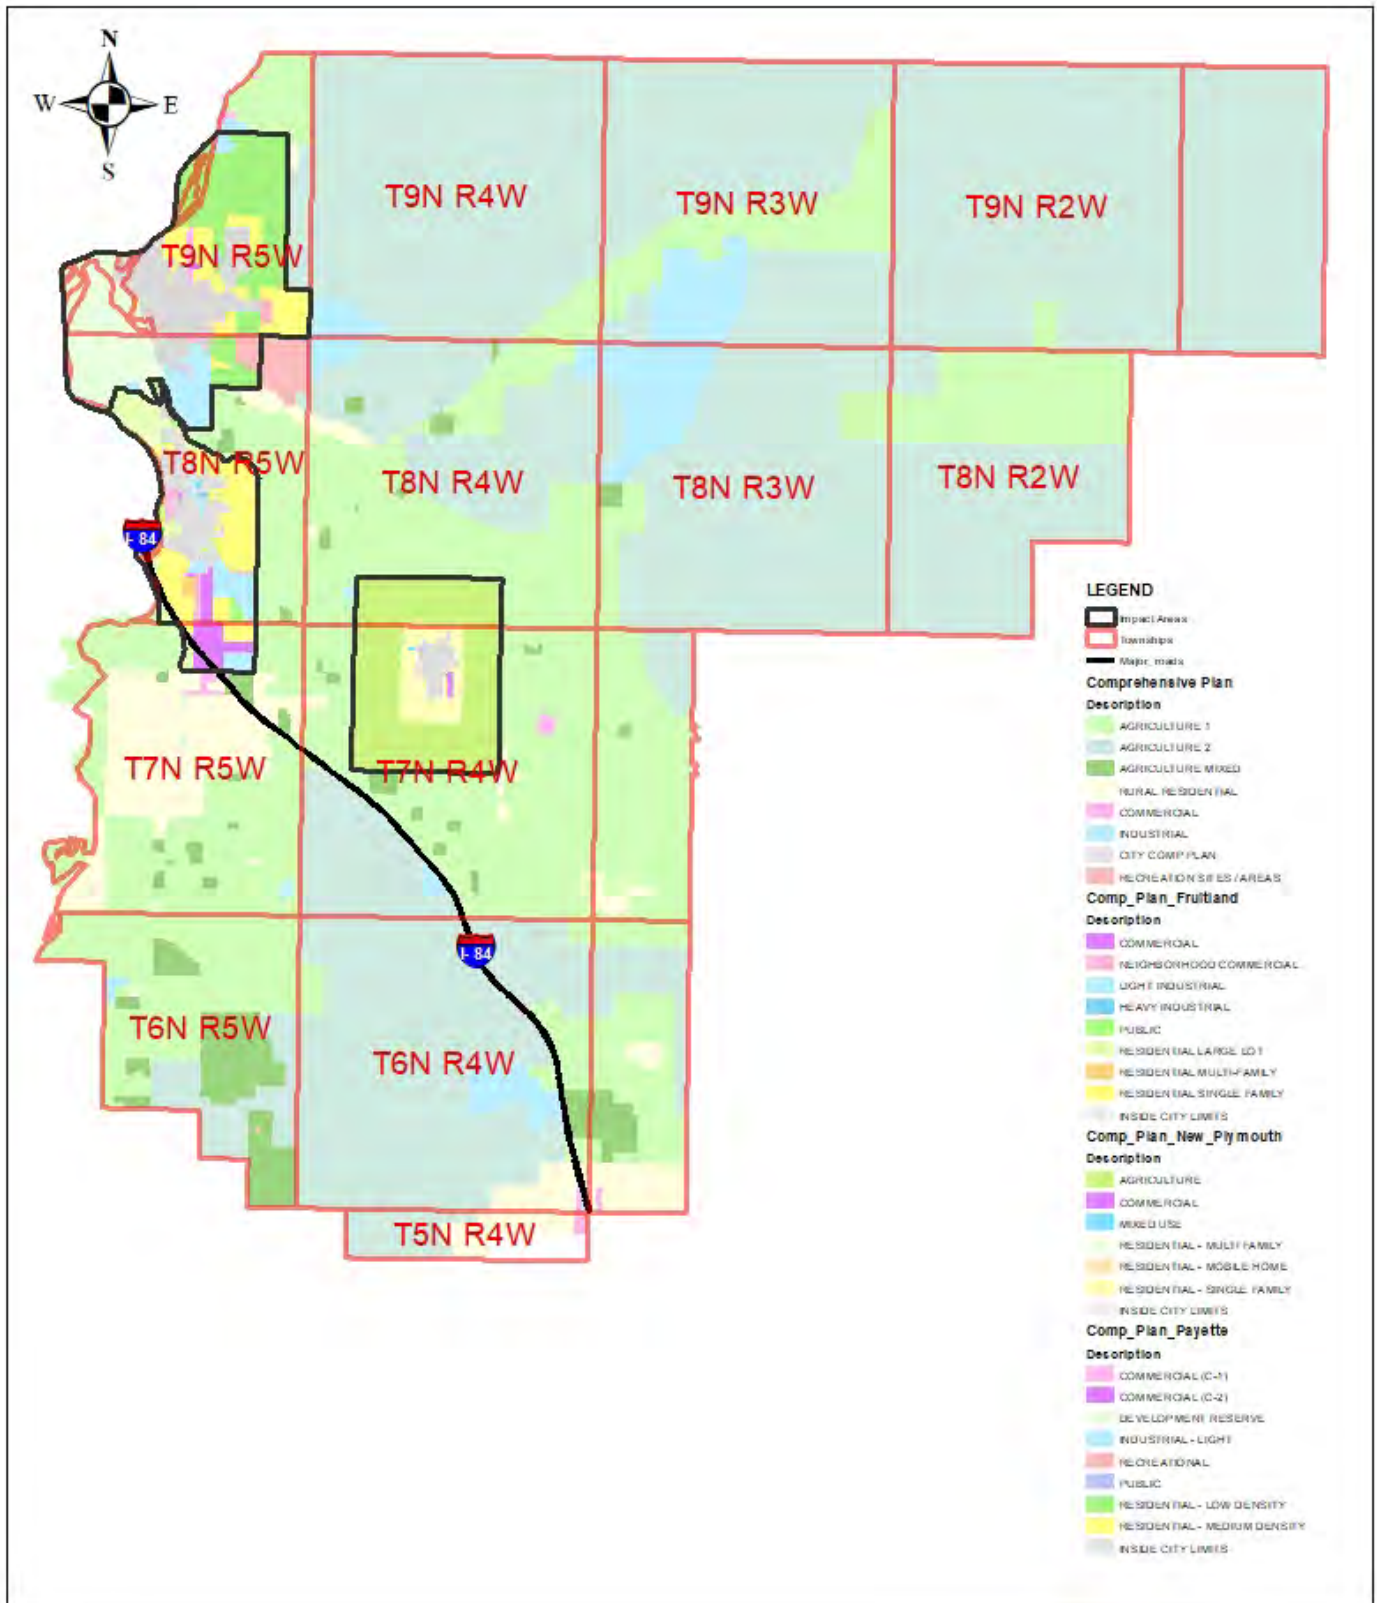 N
W E
S
T9N R4W
T9N R3W
T9N R2W
T9N R5W
T8N R5W
T8N R4W
T8N R3W
T8N R2W
I- 84
T7N R5W
T7N R4W
I- 84
T6N R5W
T6N R4W
T5N R4W
LEGEND
Impact Areas
Townships
Major_roads
Comprehensive Plan
Description
AGRICULTURE 1
AGRICULTURE 2
AGRICULTURE MIXED
RURAL RESIDENTIAL
COMMERCIAL
INDUSTRIAL
CITY COMP PLAN
RECREATION SITES / AREAS
Comp_Plan_Fruitland
Description
COMMERCIAL
NEIGHBORHOOD COMMERCIAL
LIGHT INDUSTRIAL
HEAVY INDUSTRIAL
PUBLIC
RESIDENTIAL LARGE LOT
RESIDENTIAL MULTI-FAMILY
RESIDENTIAL SINGLE FAMILY
INSIDE CITY LIMITS
Comp_Plan_New_Plymouth
Description
AGRICULTURE
COMMERCIAL
MIXED USE
RESIDENTIAL - MULTI FAMILY
RESIDENTIAL - MOBILE HOME
RESIDENTIAL - SINGLE FAMILY
INSIDE CITY LIMITS
Comp_Plan_Payette
Description
COMMERCIAL (C-1)
COMMERCIAL (C-2)
DEVELOPMENT RESERVE
INDUSTRIAL - LIGHT
RECREATIONAL
PUBLIC
RESIDENTIAL - LOW DENSITY
RESIDENTIAL - MEDIUM DENSITY
INSIDE CITY LIMITS